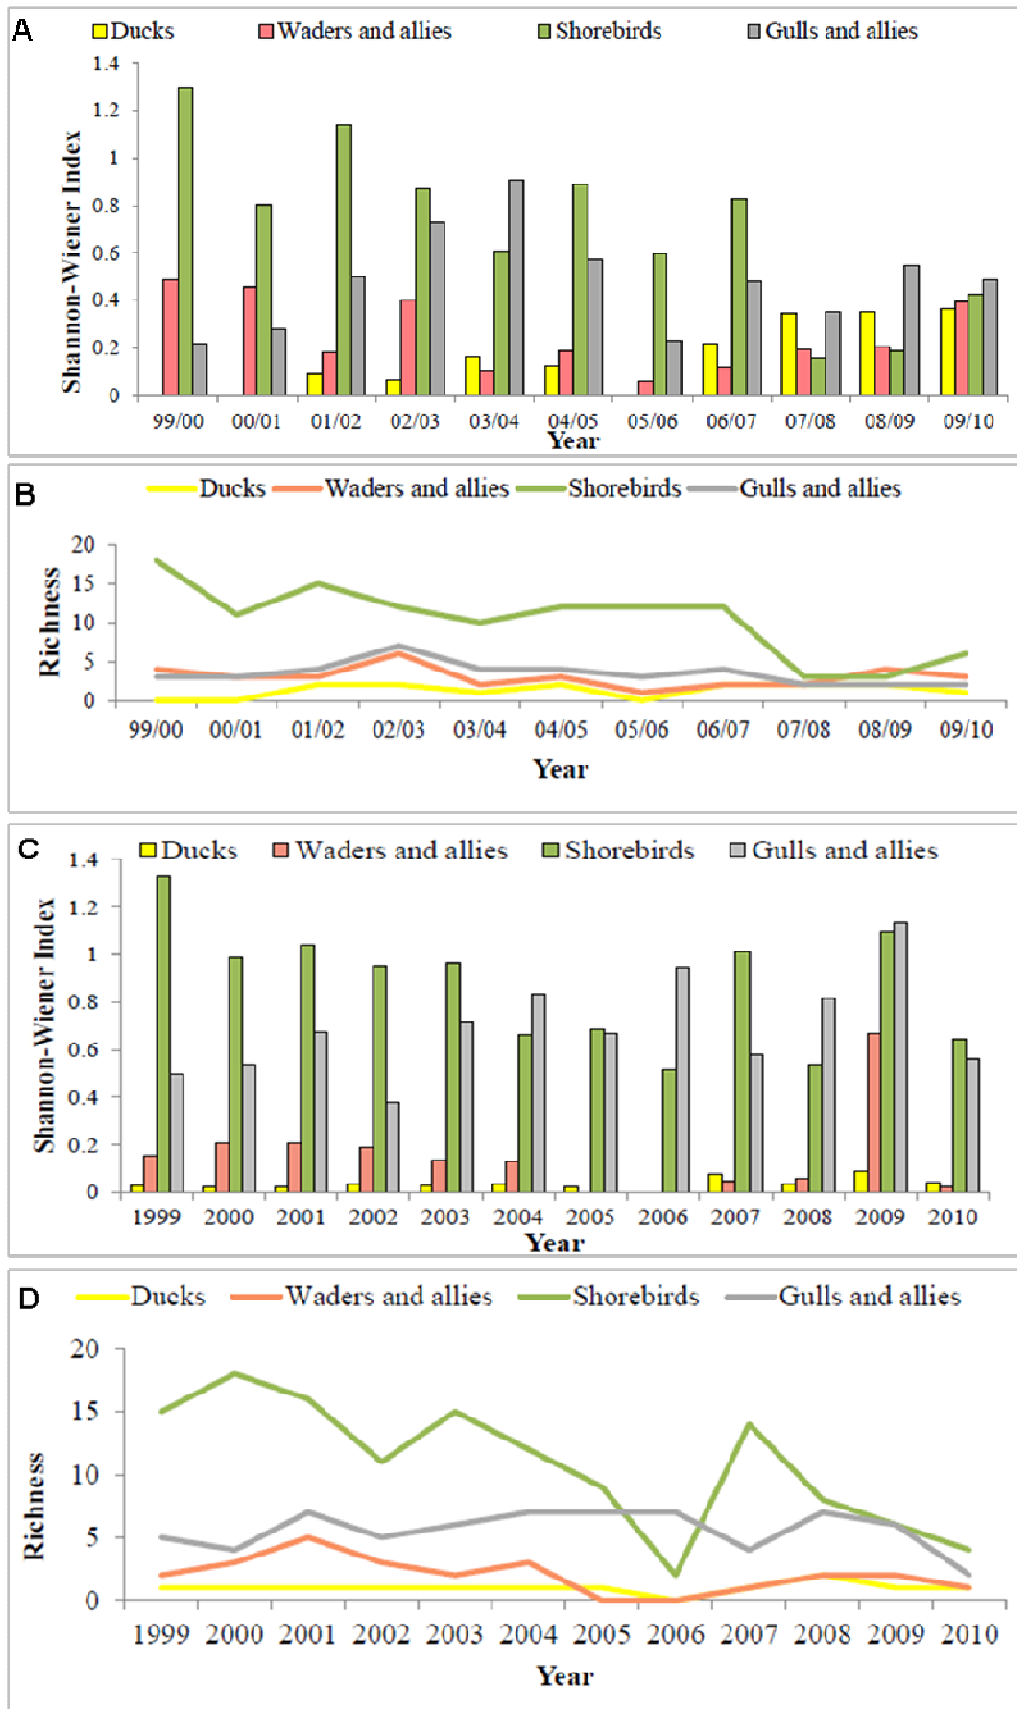 A
Ducks Waders and allies Shorebirds Gulls and allies
Shannon-Wiener Index
1.4
1.2
1
0.8
0.6
0.4
0.2
0
99/00 00/01 01/02 02/03 03/04 04/05 05/06 06/07 07/08 08/09 09/10
Year
B
Ducks Waders and allies Shorebirds Gulls and allies
Richness
20
15
10
5
0
99/00 00/01 01/02 02/03 03/04 04/05 05/06 06/07 07/08 08/09 09/10
Year
C
Ducks Waders and allies Shorebirds Gulls and allies
Shannon-Wiener Index
1.4
1.2
1
0.8
0.6
0.4
0.2
0
1999 2000 2001 2002 2003 2004 2005 2006 2007 2008 2009 2010
Year
D
Ducks Waders and allies Shorebirds Gulls and allies
Richness
20
15
10
5
0
1999 2000 2001 2002 2003 2004 2005 2006 2007 2008 2009 2010
Year